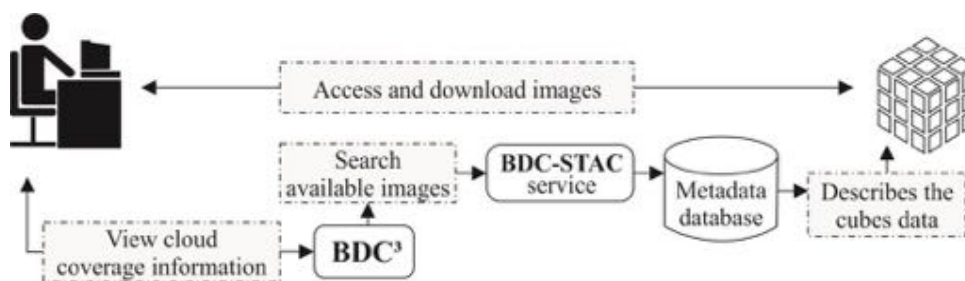 Access and download images
Search
available images
BDC-STAC
service
Metadata
database
Describes the
cubes data
View cloud
coverage information
BDC³